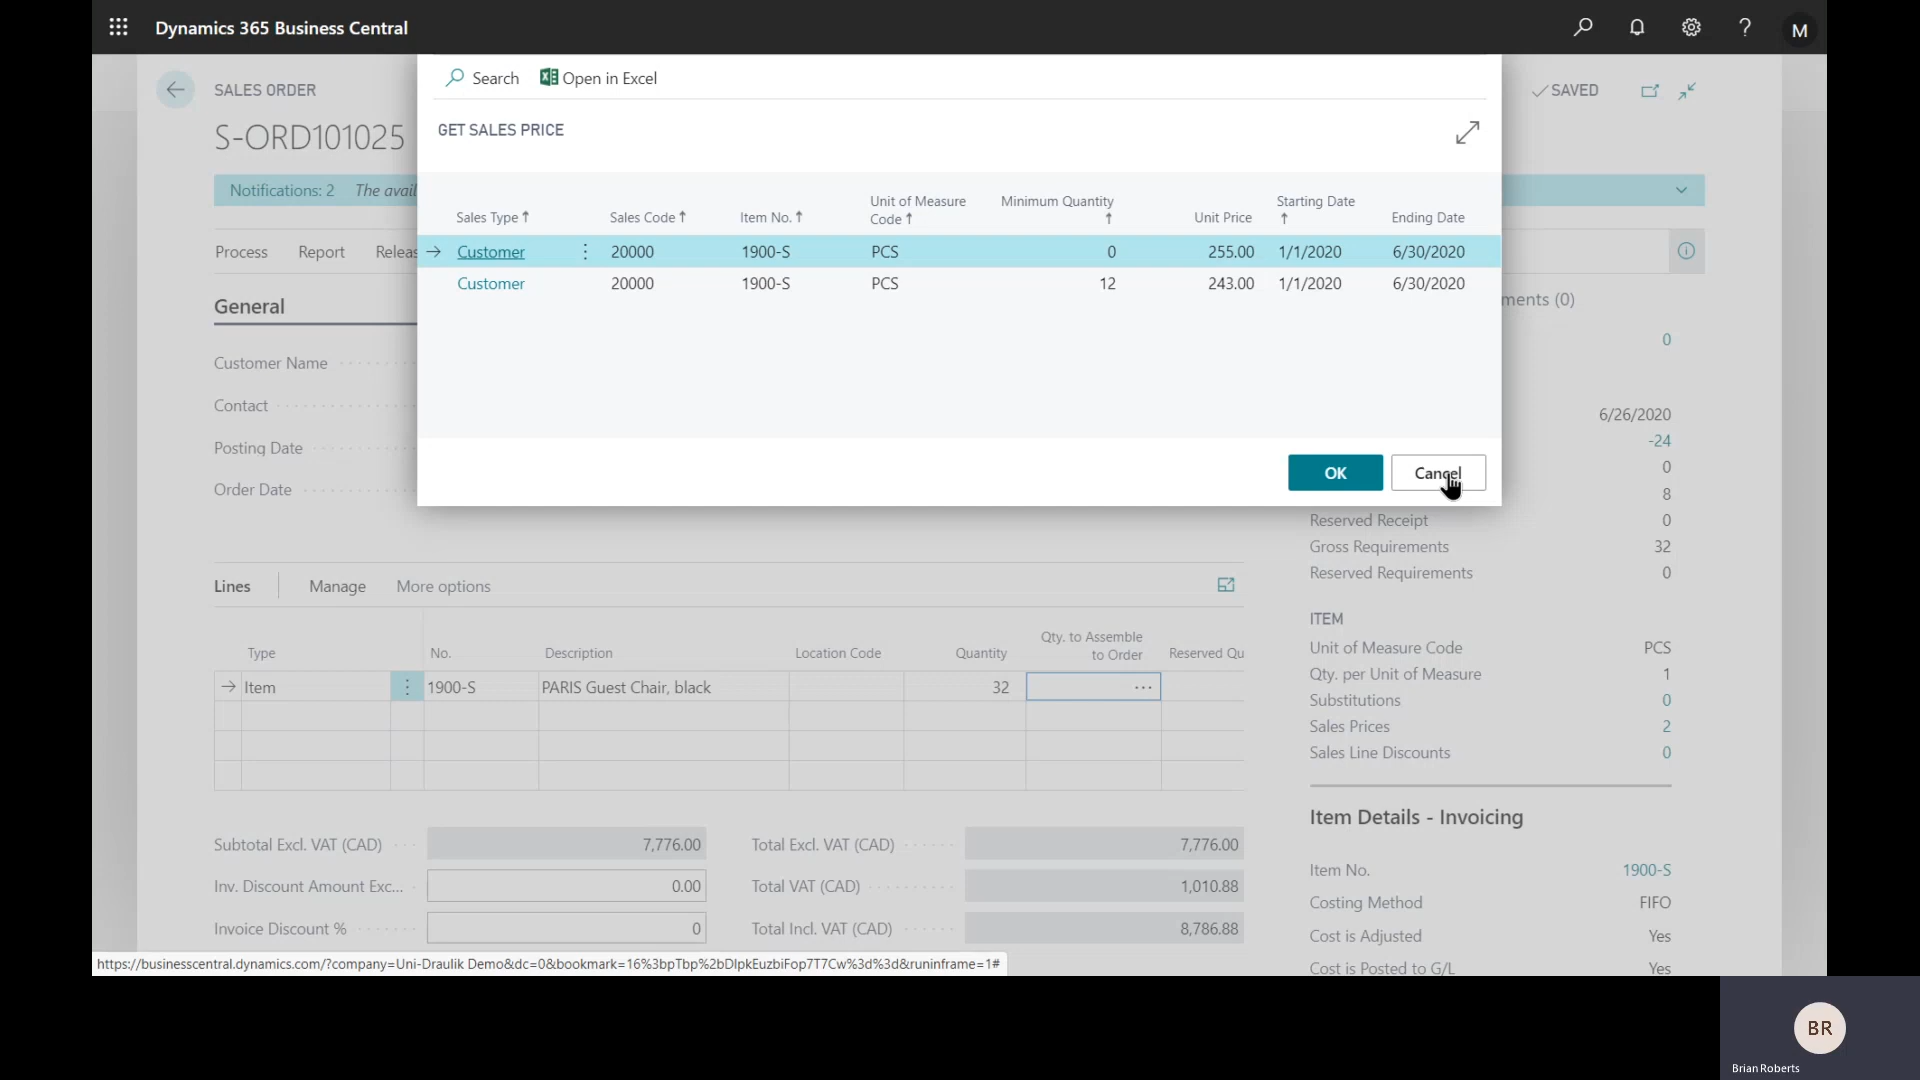 Dynamics 365 Business Central
M
SALES ORDER
SAVED
S-ORD101025
Notifications: 2 The avail
Process Report Releas
General
Customer Name
Contact
Posting Date
Order Date
Search Open in Excel
GET SALES PRICE
Sales Type Sales Code Item No. Unit of Measure Code Minimum Quantity Unit Price Starting Date Ending Date
Customer 20000 1900-S PCS 0 255.00 1/1/2020 6/30/2020
Customer 20000 1900-S PCS 12 243.00 1/1/2020 6/30/2020
OK Cancel
ments (0)
0
6/26/2020
-24
0
8
Reserved Receipt 0
Gross Requirements 32
Reserved Requirements 0
ITEM
Unit of Measure Code PCS
Qty. per Unit of Measure 1
Substitutions 0
Sales Prices 2
Sales Line Discounts 0
Item Details - Invoicing
Item No. 1900-S
Costing Method FIFO
Cost is Adjusted Yes
Cost is Posted to G/L Yes
Lines Manage More options
Type No. Description Location Code Quantity Qty. to Assemble to Order Reserved Qu
Item 1900-S PARIS Guest Chair, black 32
Subtotal Excl. VAT (CAD) 7,776.00 Total Excl. VAT (CAD) 7,776.00
Inv. Discount Amount Exc... 0.00 Total VAT (CAD) 1,010.88
Invoice Discount % 0 Total Incl. VAT (CAD) 8,786.88
https://businesscentral.dynamics.com/?company=Uni-Draulik Demo&dc=0&bookmark=16%3bpTbp%2bDIpkEuzbiFop7T7Cw%3d%3d&runinframe=1#
BR
Brian Roberts